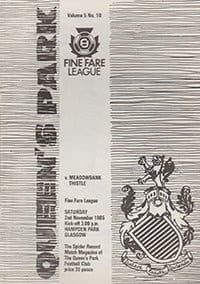 QUEEN'S PARK
Volume 5 No. 10
FINE FARE
LEAGUE
v. MEADOWBANK
THISTLE
Fine Fare League
SATURDAY
2nd November 1985
Kick-off 3.00 p.m.
HAMPDEN PARK
GLASGOW
The Spider Record
Match Magazine of
The Queen's Park
Football Club
price 20 pence